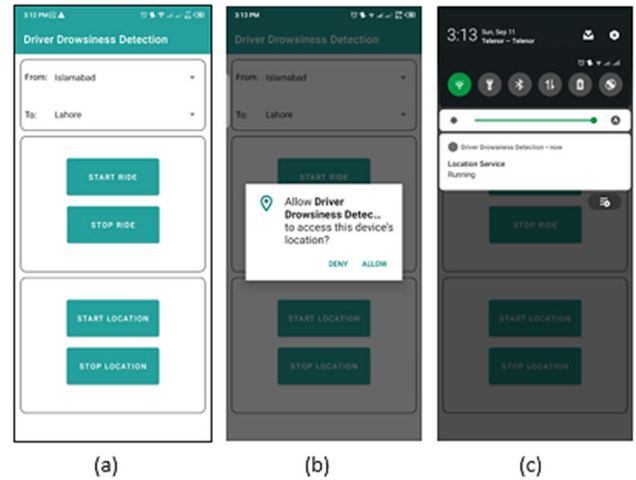 3:12 PM
Driver Drowsiness Detection
From: Islamabad
To: Lahore
START RIDE
STOP RIDE
START LOCATION
STOP LOCATION
(a)
3:13 PM
Driver Drowsiness Detection
From: Islamabad
To: Lahore
START RIDE
Allow Driver
Drowsiness Detec...
to access this device's
location?
DENY ALLOW
START LOCATION
STOP LOCATION
(b)
3:13 Sun, Sep 11
Telenor — Telenor
Driver Drowsiness Detection • now
Location Service
Running
STOP RIDE
START LOCATION
STOP LOCATION
(c)